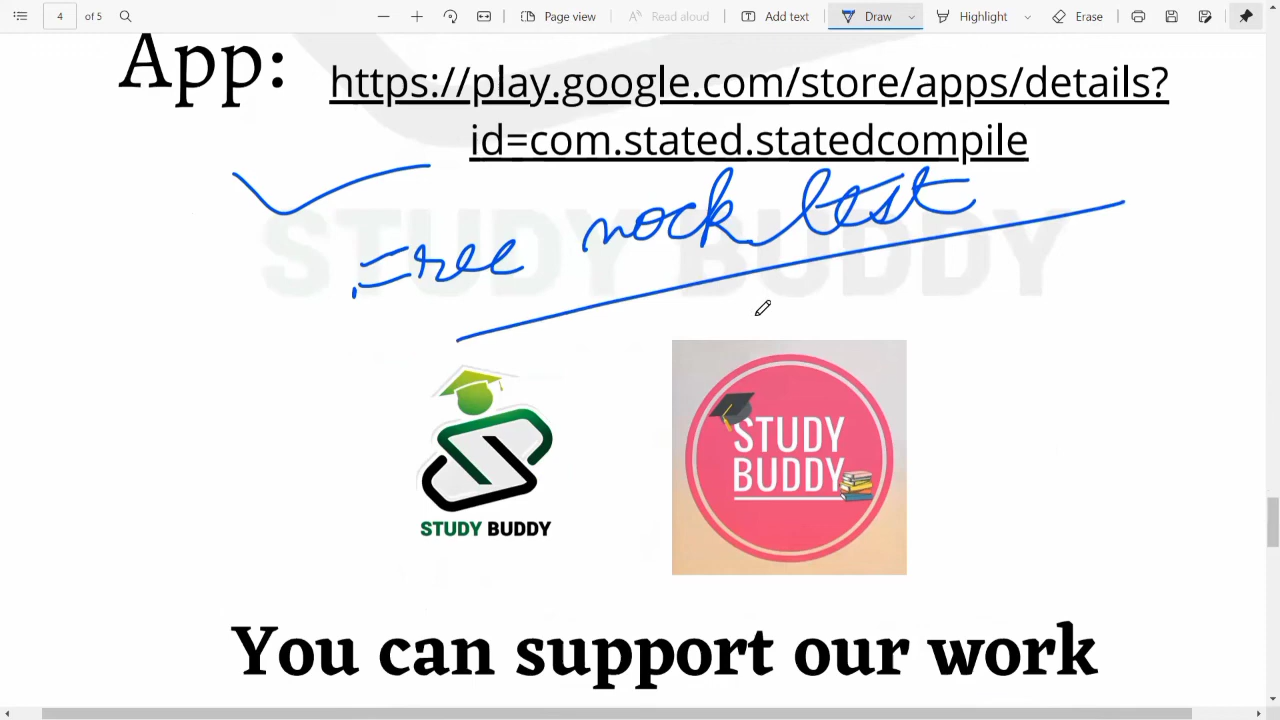 4 of 5 Page view Read aloud Add text Draw Highlight Erase
App: https://play.google.com/store/apps/details?
id=com.stated.statedcompile
Free mock test
STUDY BUDDY
STUDY BUDDY
STUDY
BUDDY
You can support our work